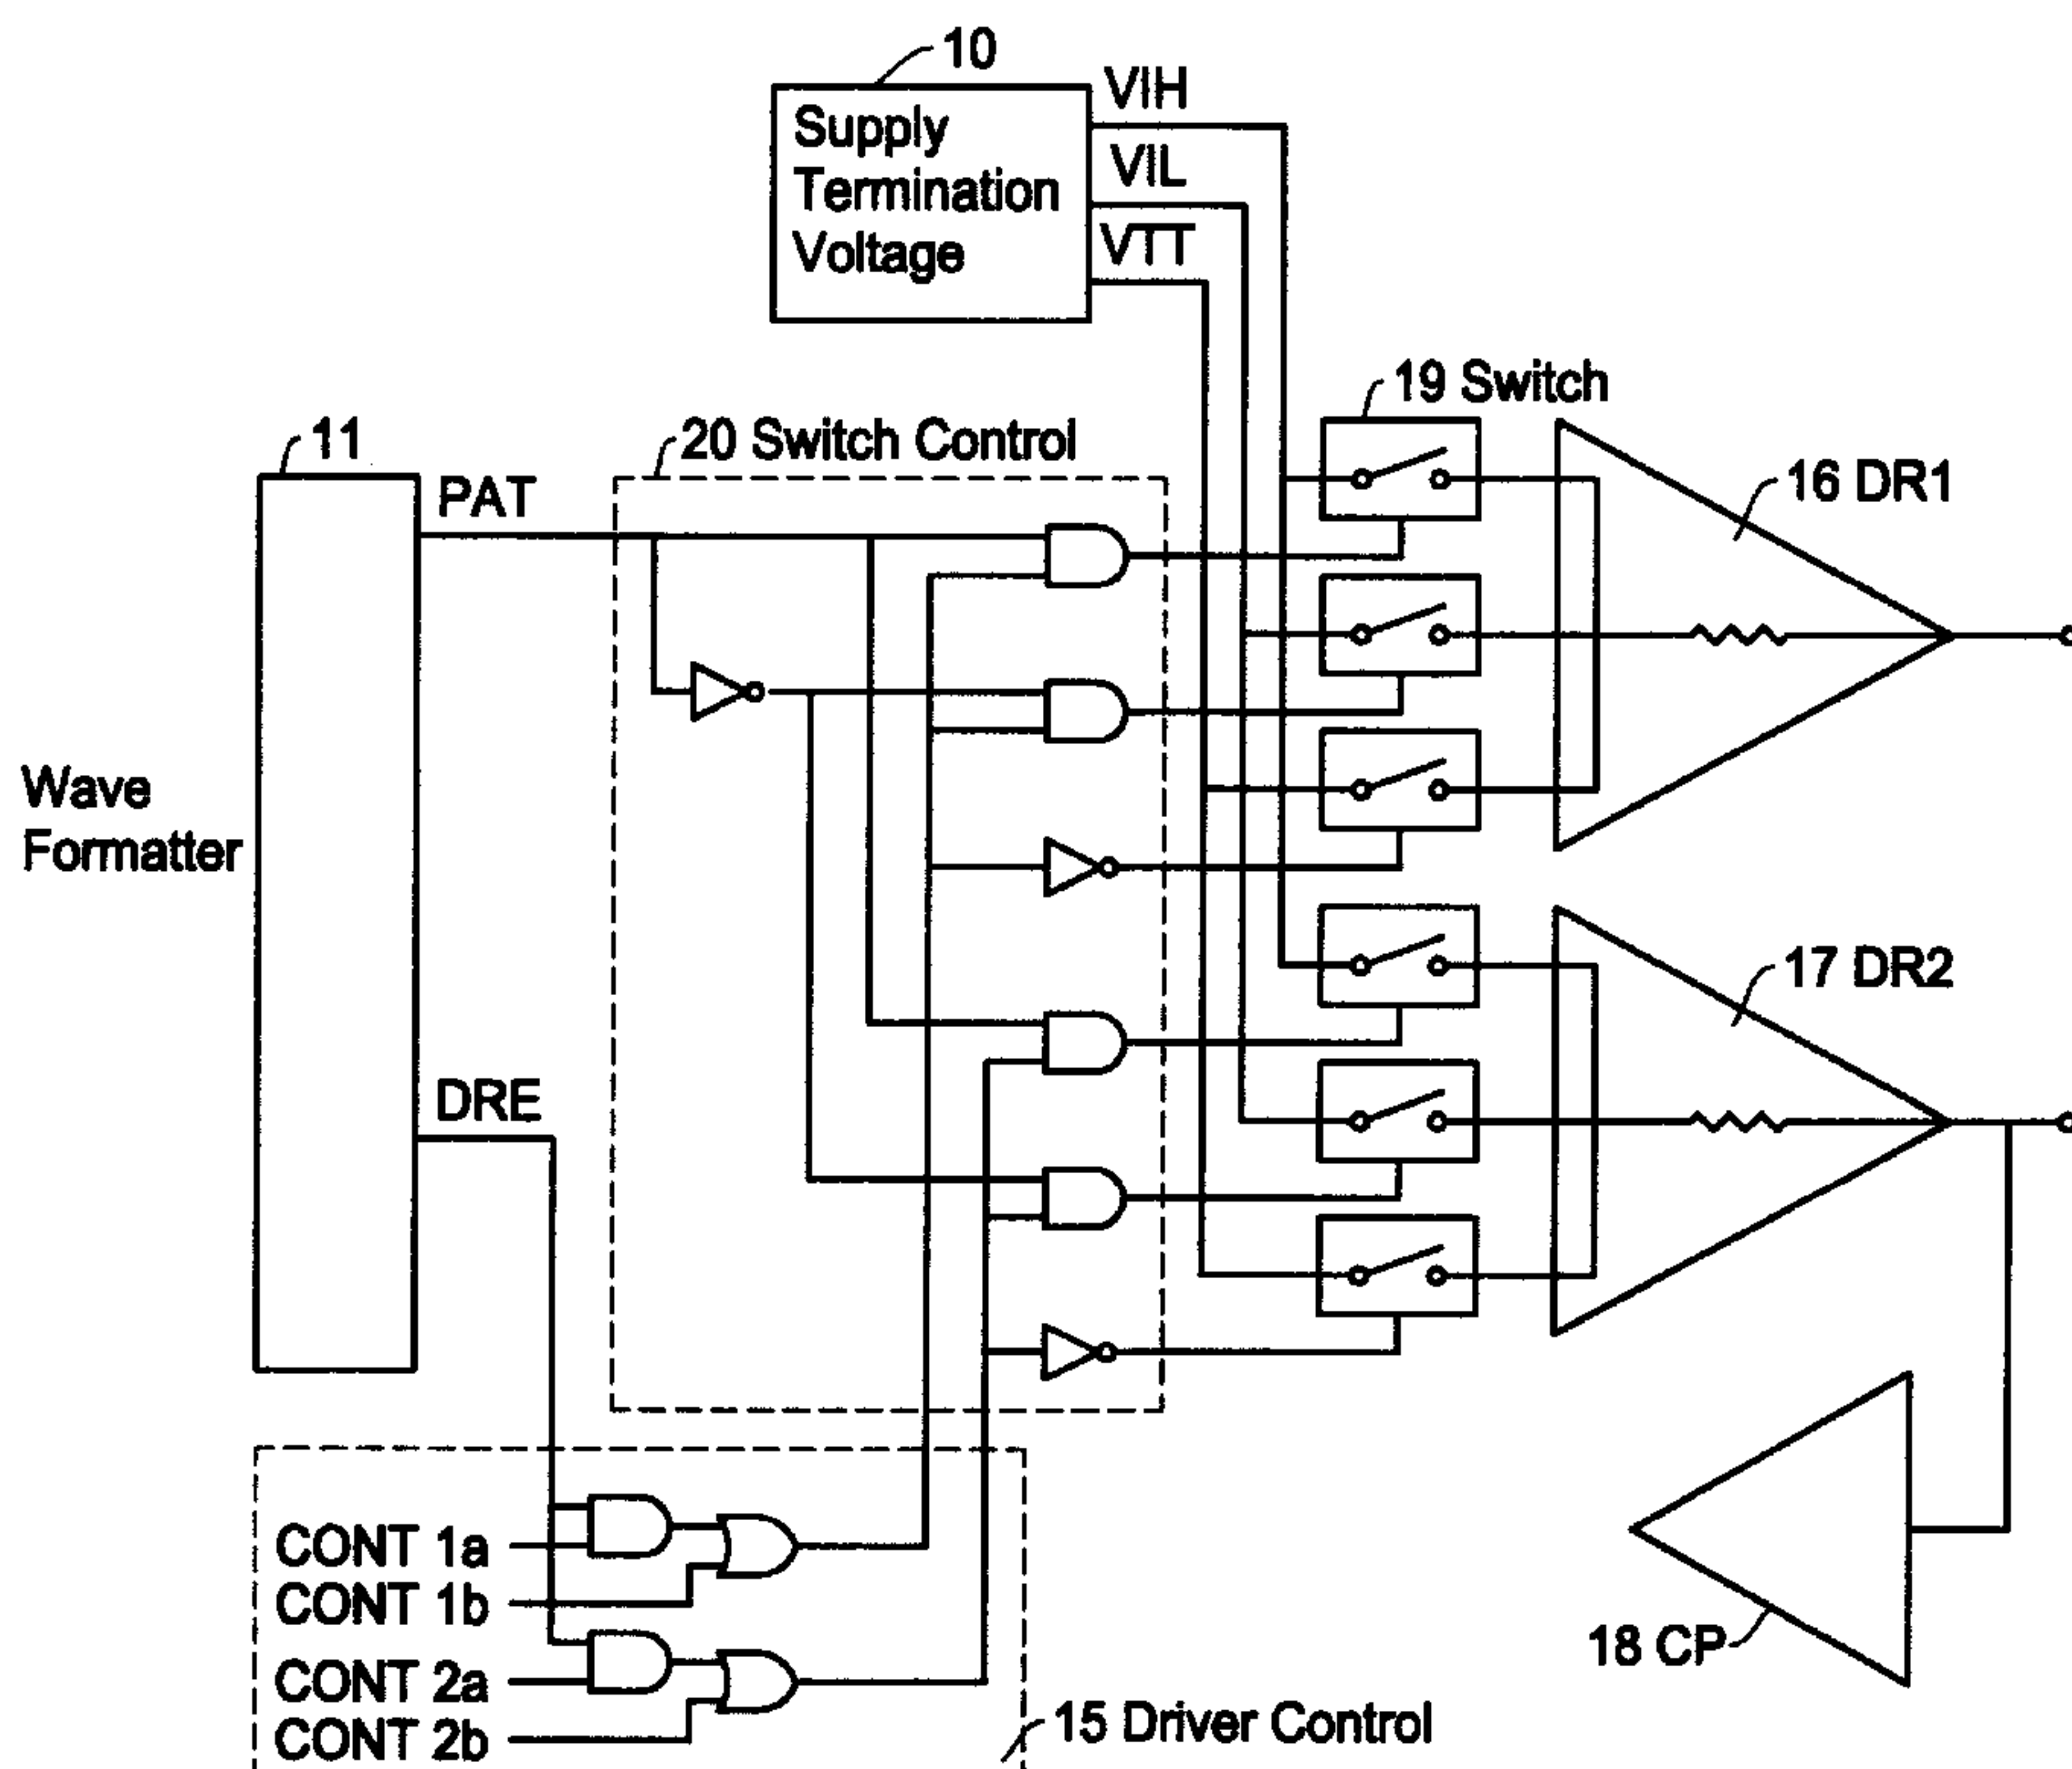 10
Supply
Termination
Voltage
VIH
VIL
VTT
19 Switch
11
PAT
20 Switch Control
16 DR1
Wave
Formatter
17 DR2
DRE
CONT 1a
CONT 1b
CONT 2a
CONT 2b
18 CP
15 Driver Control